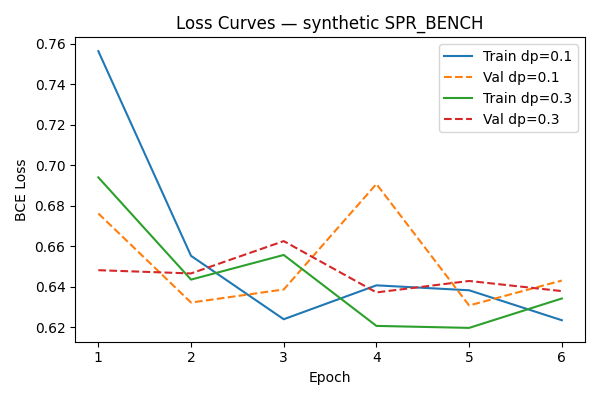 Loss Curves — synthetic SPR_BENCH
BCE Loss
0.76
0.74
0.72
0.70
0.68
0.66
0.64
0.62
Train dp=0.1
Val dp=0.1
Train dp=0.3
Val dp=0.3
1 2 3 4 5 6
Epoch